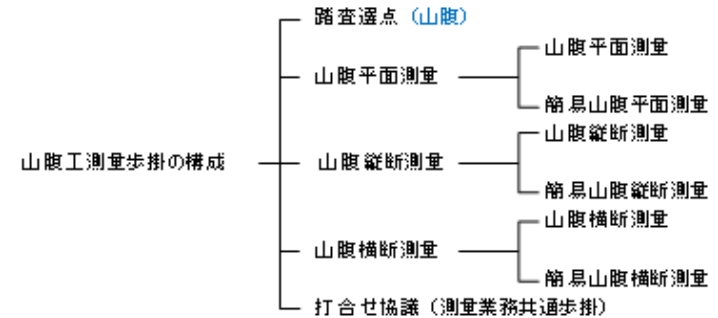 踏査選点（山腹）
山腹平面測量
山腹平面測量
簡易山腹平面測量
山腹工測量歩掛の構成
山腹縦断測量
山腹縦断測量
簡易山腹縦断測量
山腹横断測量
山腹横断測量
簡易山腹横断測量
打合せ協議（測量業務共通歩掛）